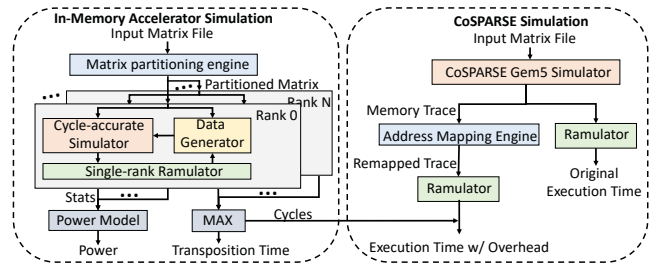 In-Memory Accelerator Simulation
Input Matrix File
Matrix partitioning engine
Partitioned Matrix
Rank N
Rank 0
Cycle-accurate
Simulator
Data
Generator
Single-rank Ramulator
Stats
Power Model
MAX
Cycles
Power
Transposition Time
CoSPARSE Simulation
Input Matrix File
CoSPARSE Gem5 Simulator
Memory Trace
Address Mapping Engine
Ramulator
Remapped Trace
Original
Execution Time
Ramulator
Execution Time w/ Overhead